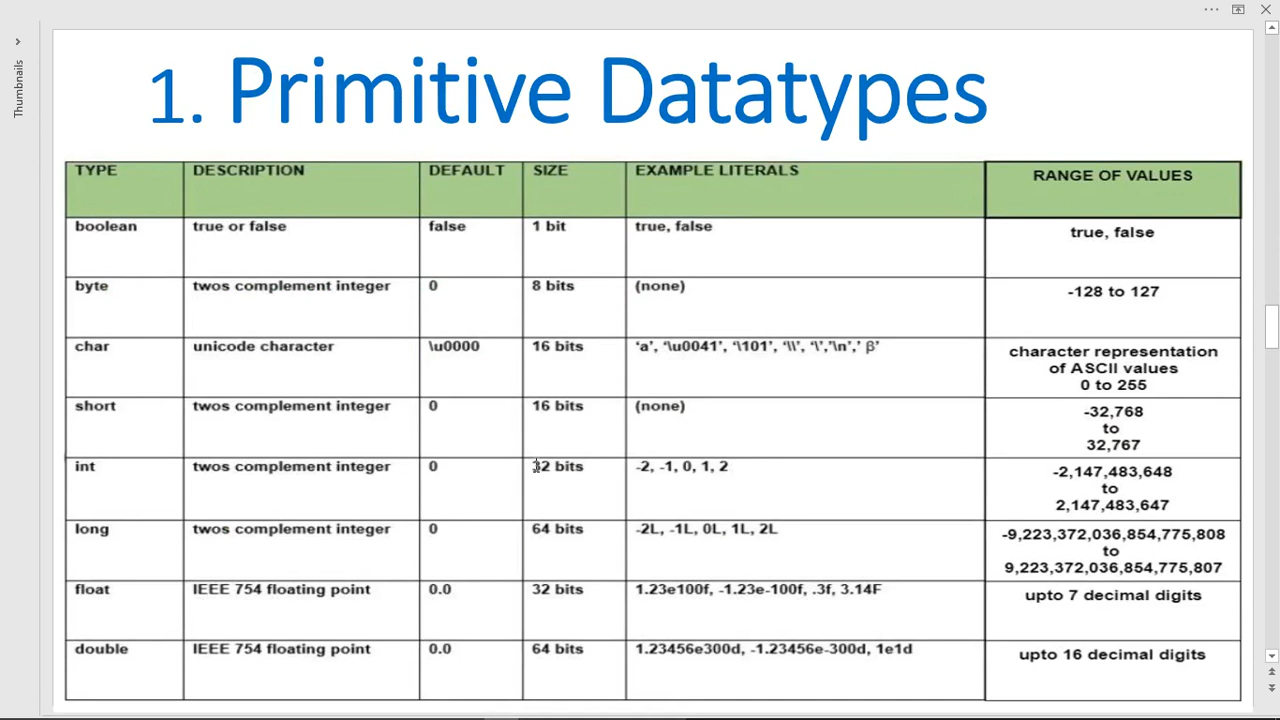 Thumbnails
1. Primitive Datatypes
TYPE DESCRIPTION DEFAULT SIZE EXAMPLE LITERALS RANGE OF VALUES
boolean true or false false 1 bit true, false true, false
byte twos complement integer 0 8 bits (none) -128 to 127
char unicode character \u0000 16 bits ‘a’, ‘\u0041’, ‘\101’, ‘\\’, ‘\’,’\n’,’ β’ character representation
of ASCII values
0 to 255
short twos complement integer 0 16 bits (none) -32,768
to
32,767
int twos complement integer 0 32 bits -2, -1, 0, 1, 2 -2,147,483,648
to
2,147,483,647
long twos complement integer 0 64 bits -2L, -1L, 0L, 1L, 2L -9,223,372,036,854,775,808
to
9,223,372,036,854,775,807
float IEEE 754 floating point 0.0 32 bits 1.23e100f, -1.23e-100f, .3f, 3.14F upto 7 decimal digits
double IEEE 754 floating point 0.0 64 bits 1.23456e300d, -1.23456e-300d, 1e1d upto 16 decimal digits